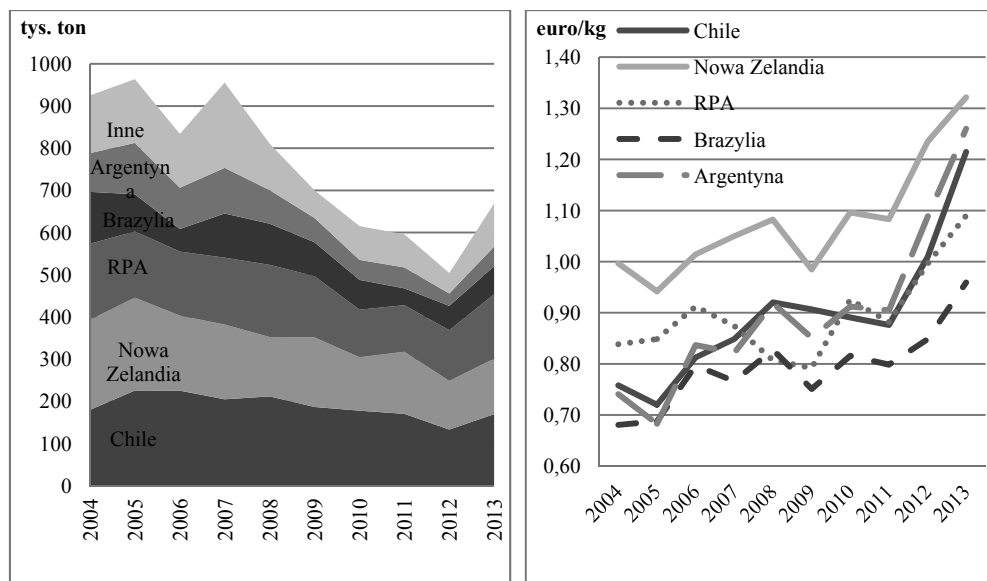 tys. ton
1000
900
800
700
600
500
400
300
200
100
0
Inne
Argentyn
a
Brazylia
RPA
Nowa
Zelandia
Chile
2004
2005
2006
2007
2008
2009
2010
2011
2012
2013
euro/kg
1,40
1,30
1,20
1,10
1,00
0,90
0,80
0,70
0,60
Chile
Nowa Zelandia
RPA
Brazylia
Argentyna
2004
2005
2006
2007
2008
2009
2010
2011
2012
2013